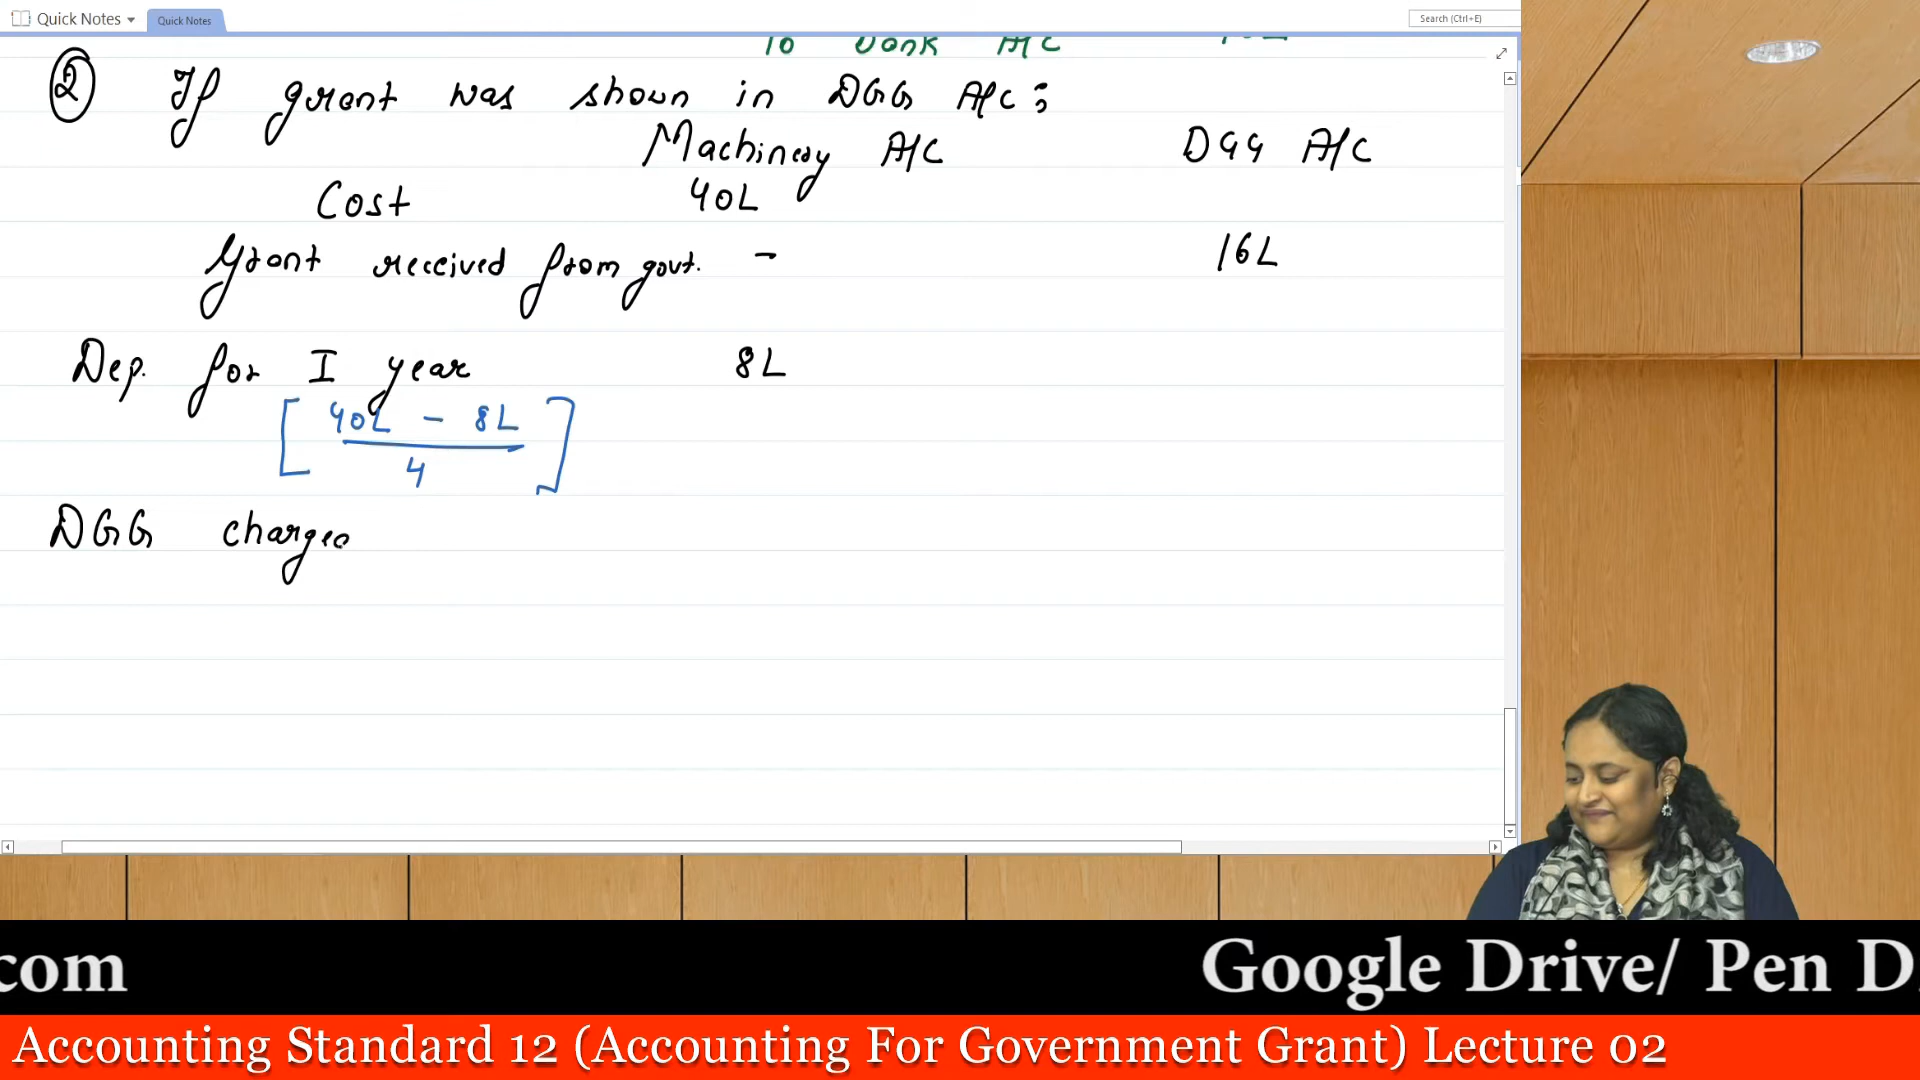 Quick Notes
Quick Notes
Search (Ctrl+E)
To Bank A/C
② If grant was shown in DGG A/C:
Machinery A/C DGG A/C
Cost 40L
Grant received from govt. - 16L
Dep. for I year 8L
[ 40L - 8L
4 ]
DGG charged
.com Google Drive/ Pen D
Accounting Standard 12 (Accounting For Government Grant) Lecture 02